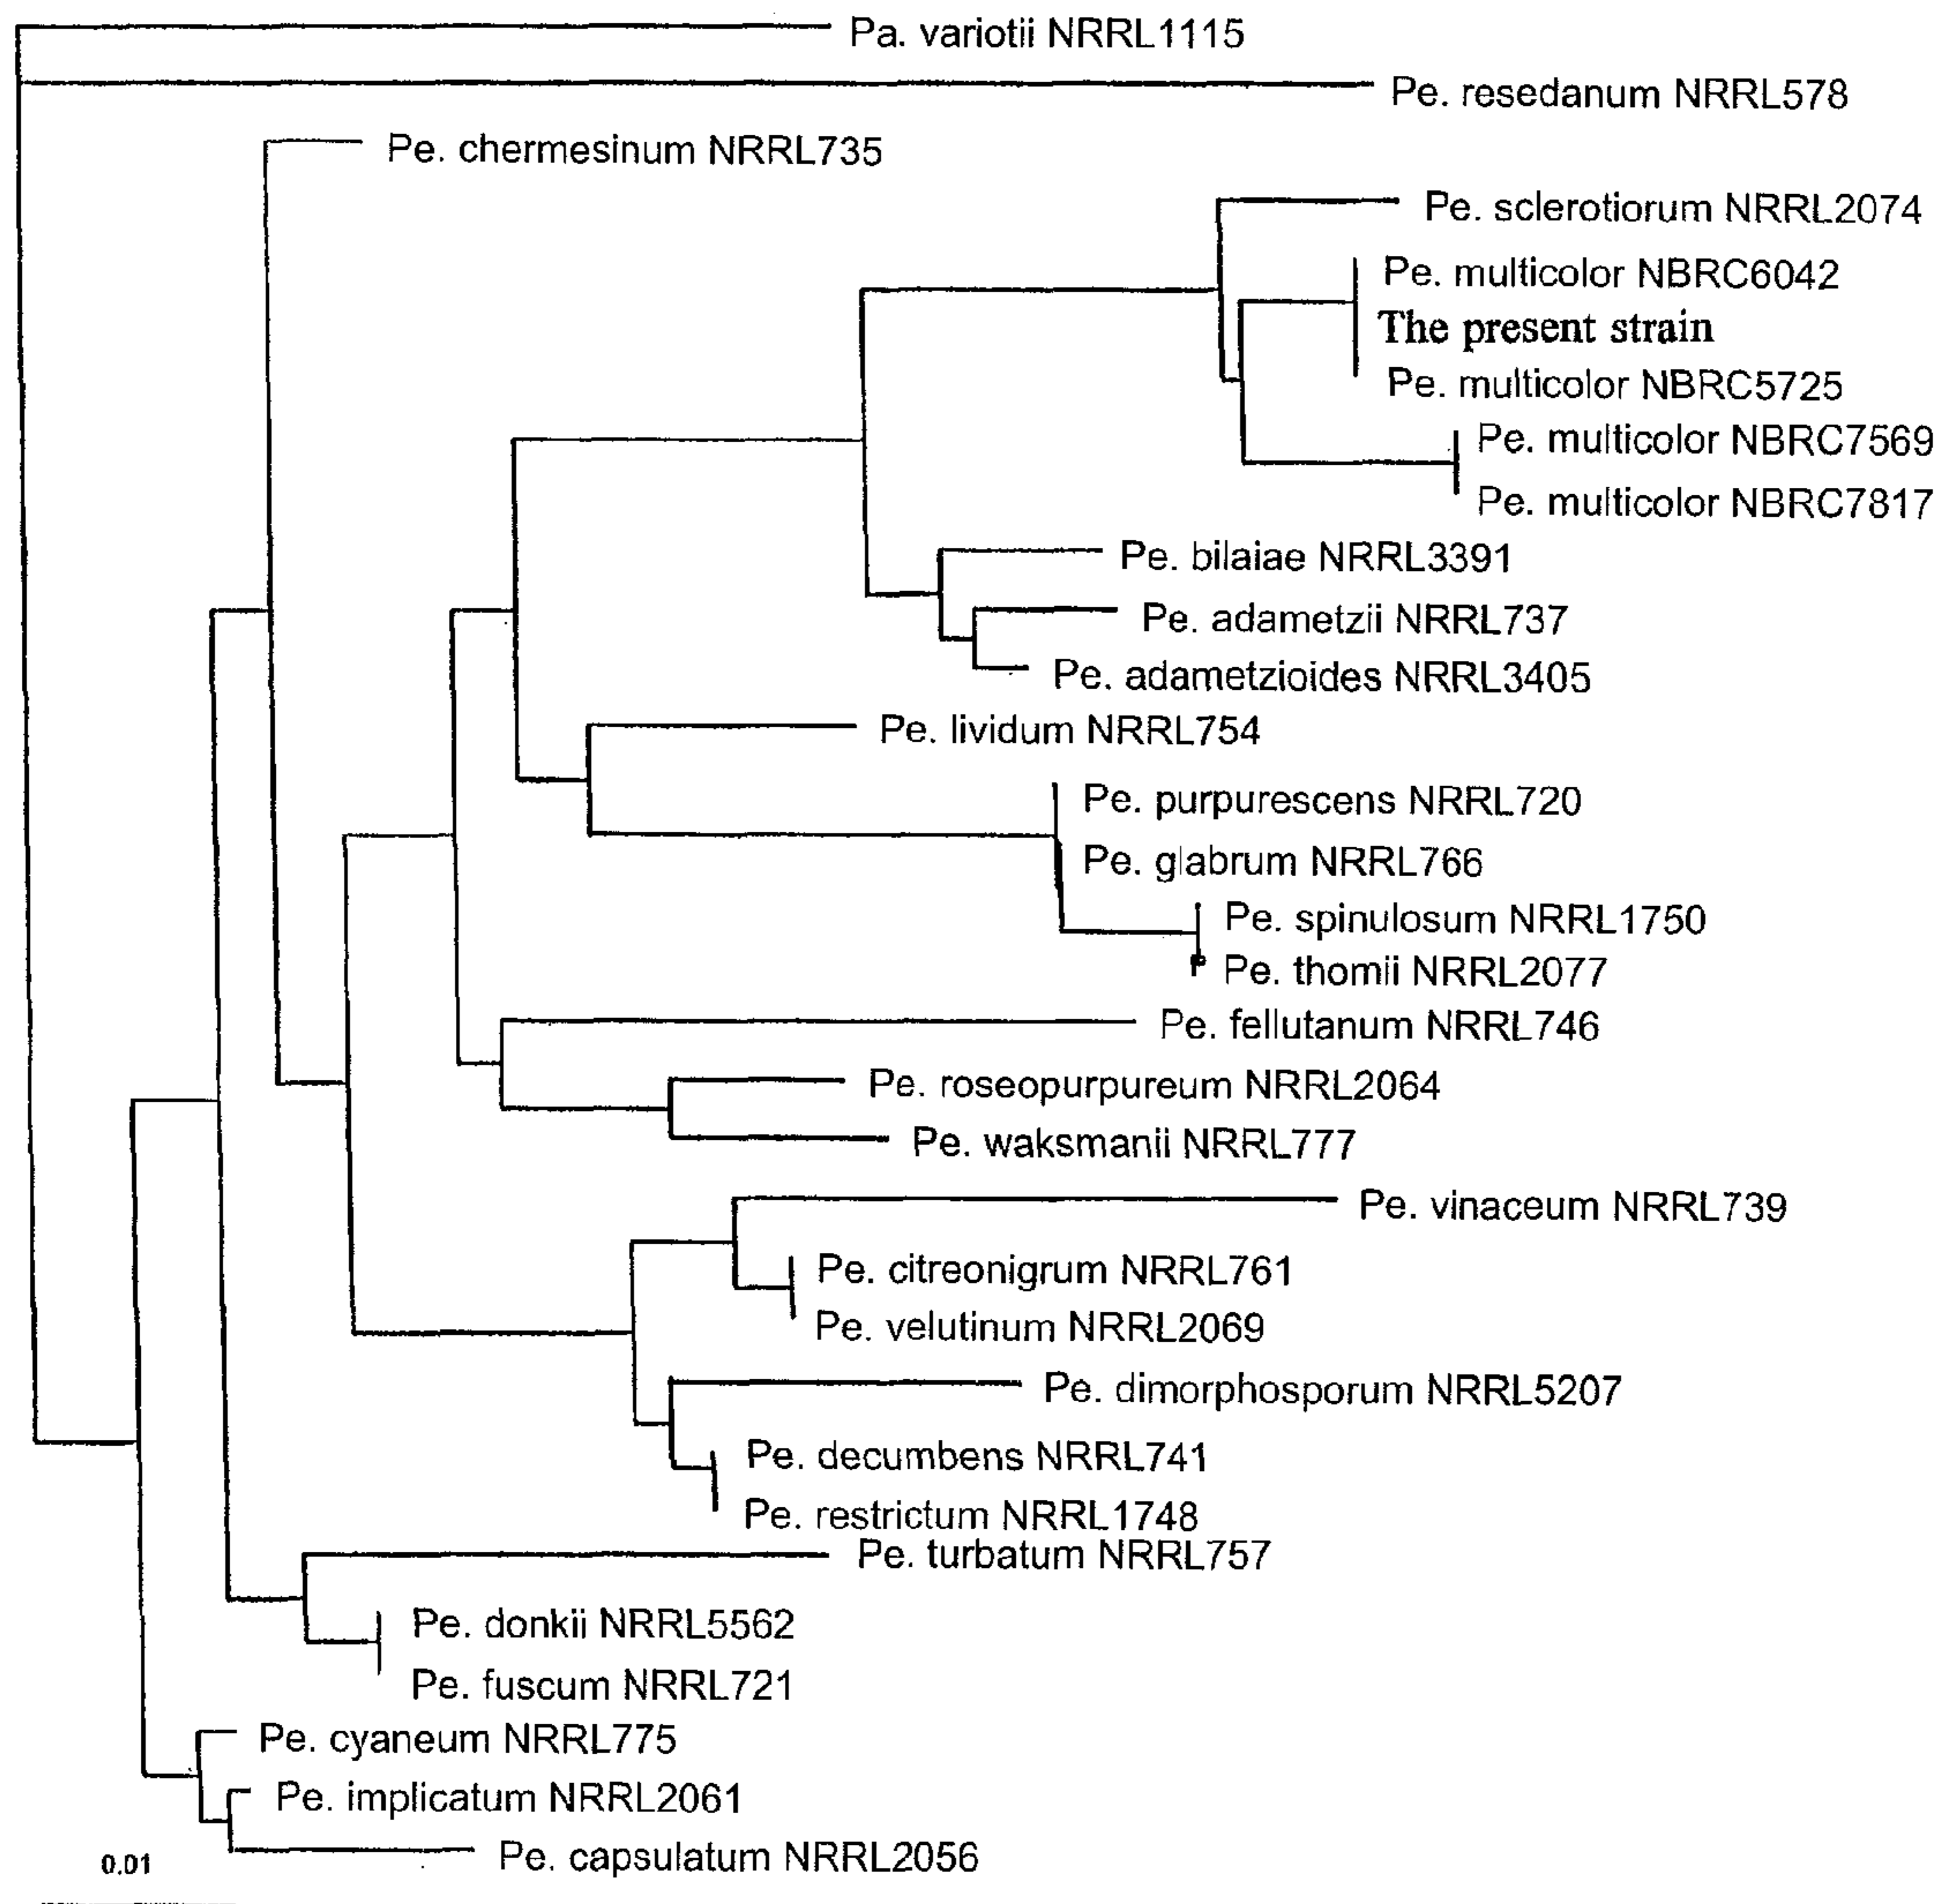 Pa. variotii NRRL1115
Pe. resedanum NRRL578
Pe. chermesinum NRRL735
Pe. sclerotiorum NRRL2074
Pe. multicolor NBRC6042
The present strain
Pe. multicolor NBRC5725
Pe. multicolor NBRC7569
Pe. multicolor NBRC7817
Pe. bilaiae NRRL3391
Pe. adametzii NRRL737
Pe. adametzioides NRRL3405
Pe. lividum NRRL754
Pe. purpurescens NRRL720
Pe. glabrum NRRL766
Pe. spinulosum NRRL1750
Pe. thomii NRRL2077
Pe. fellutanum NRRL746
Pe. roseopurpureum NRRL2064
Pe. waksmanii NRRL777
Pe. vinaceum NRRL739
Pe. citreonigrum NRRL761
Pe. velutinum NRRL2069
Pe. dimorphosporum NRRL5207
Pe. decumbens NRRL741
Pe. restrictum NRRL1748
Pe. turbatum NRRL757
Pe. donkii NRRL5562
Pe. fuscum NRRL721
Pe. cyaneum NRRL775
Pe. implicatum NRRL2061
Pe. capsulatum NRRL2056
0.01